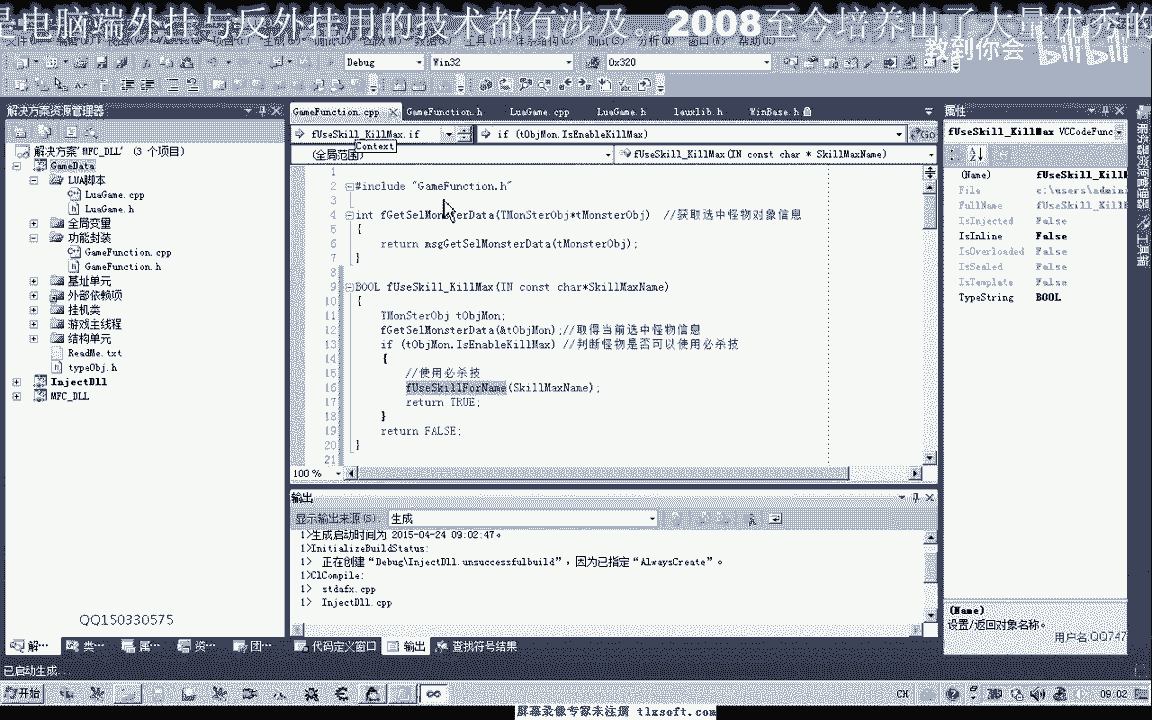 是电脑端外挂与反外挂用的技术都有涉及。2008至今培养出了大量优秀的
教到你会 bilibili
Debug Win32 0x320
解决方案资源管理器
解决方案"MFC_DLL" (3 个项目)
GameData
LUA脚本
LuaGame.cpp
LuaGame.h
全局变量
功能封装
GameFunction.cpp
GameFunction.h
基址单元
外部依赖项
挂机类
游戏主线程
结构单元
ReadMe.txt
typeObj.h
InjectDll
MFC_DLL
QQ150330575
解… 类… 属… 资… 团…
GameFunction.cpp GameFunction.h LuaGame.cpp LuaGame.h lauxlib.h WinBase.h
fUseSkill_KillMax.if if (tObjMon.IsEnableKillMax) Go
Context
(全局范围) fUseSkill_KillMax(IN const char * SkillMaxName)
1
2 #include "GameFunction.h"
3
4 int fGetSelMonsterData(TMonSterObj*tMonsterObj) //获取选中怪物对象信息
5 {
6 return msgGetSelMonsterData(tMonsterObj);
7 }
8
9 BOOL fUseSkill_KillMax(IN const char*SkillMaxName)
10 {
11 TMonSterObj tObjMon;
12 fGetSelMonsterData(&tObjMon);//取得当前选中怪物信息
13 if (tObjMon.IsEnableKillMax) //判断怪物是否可以使用必杀技
14 {
15 //使用必杀技
16 fUseSkillForName(SkillMaxName);
17 return TRUE;
18 }
19 return FALSE;
20 }
21
100 %
输出
显示输出来源(S): 生成
1>生成启动时间为 2015-04-24 09:02:47。
1>InitializeBuildStatus:
1> 正在创建"Debug\InjectDll.unsuccessfulbuild"，因为已指定"AlwaysCreate"。
1>ClCompile:
1> stdafx.cpp
1> InjectDll.cpp
代码定义窗口 输出 查找符号结果
属性
fUseSkill_KillMax VCCodeFunc
(Name) fUseSkill_Kill
File c:\users\admin
FullName fUseSkill_Kill
IsInjected False
IsInline False
IsOverloaded False
IsSealed False
IsTemplate False
TypeString BOOL
(Name)
设置/返回对象名称。
用户名:QQ747
服务器资源管理器
工具箱
已启动生成…
开始 CH 09:02
屏幕录像专家未注册 tlxsoft.com